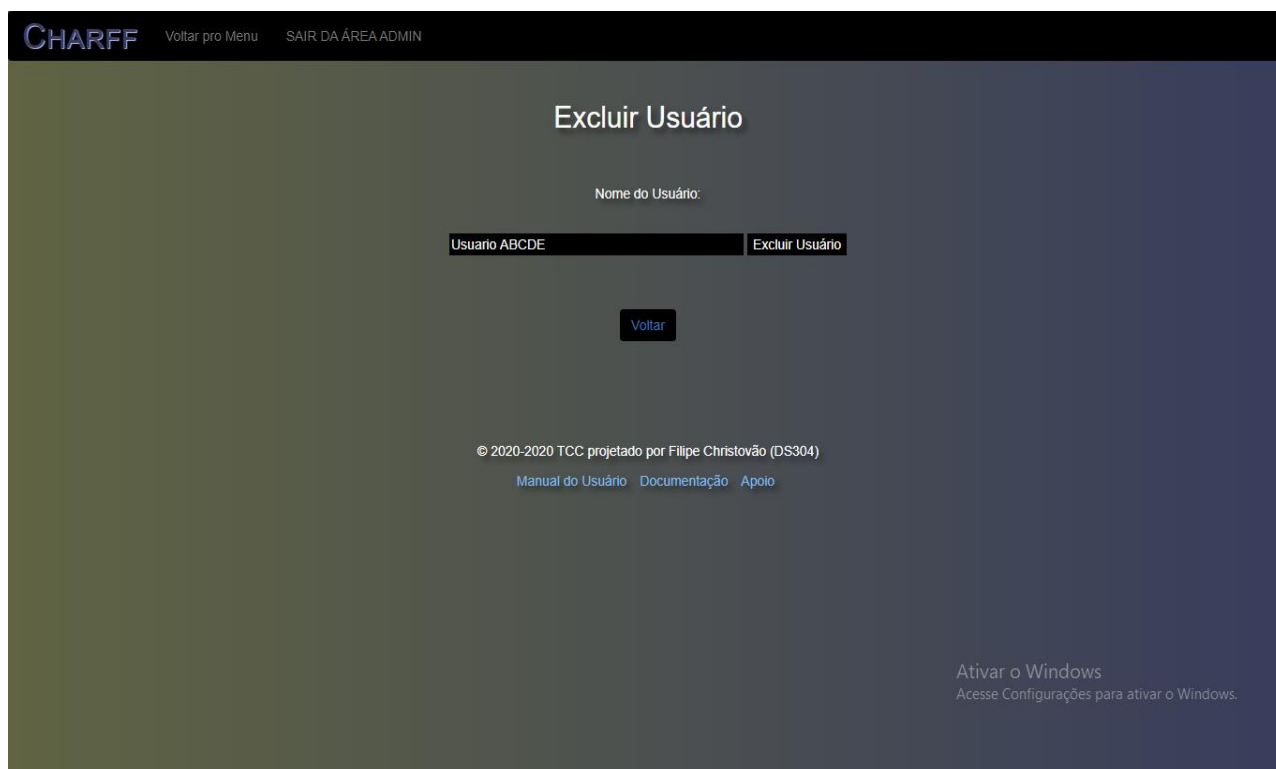 CHARFF Voltar pro Menu SAIR DA ÁREA ADMIN
Excluir Usuário
Nome do Usuário:
Usuario ABCDE Excluir Usuário
Voltar
© 2020-2020 TCC projetado por Filipe Christovão (DS304)
Manual do Usuário Documentação Apoio
Ativar o Windows
Acesse Configurações para ativar o Windows.